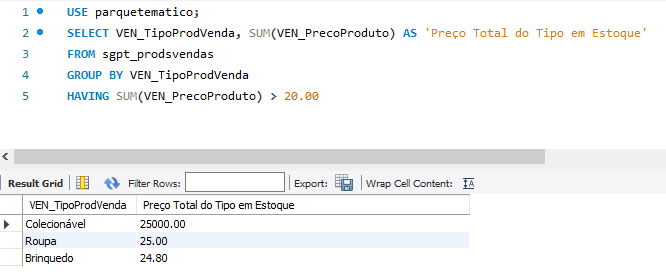 1 USE parquetematico;
2 SELECT VEN_TipoProdVenda, SUM(VEN_PrecoProduto) AS 'Preço Total do Tipo em Estoque'
3 FROM sgpt_prodsvendas
4 GROUP BY VEN_TipoProdVenda
5 HAVING SUM(VEN_PrecoProduto) > 20.00
Result Grid Filter Rows: Export: Wrap Cell Content:
VEN_TipoProdVenda Preço Total do Tipo em Estoque
Colecionável 25000.00
Roupa 25.00
Brinquedo 24.80